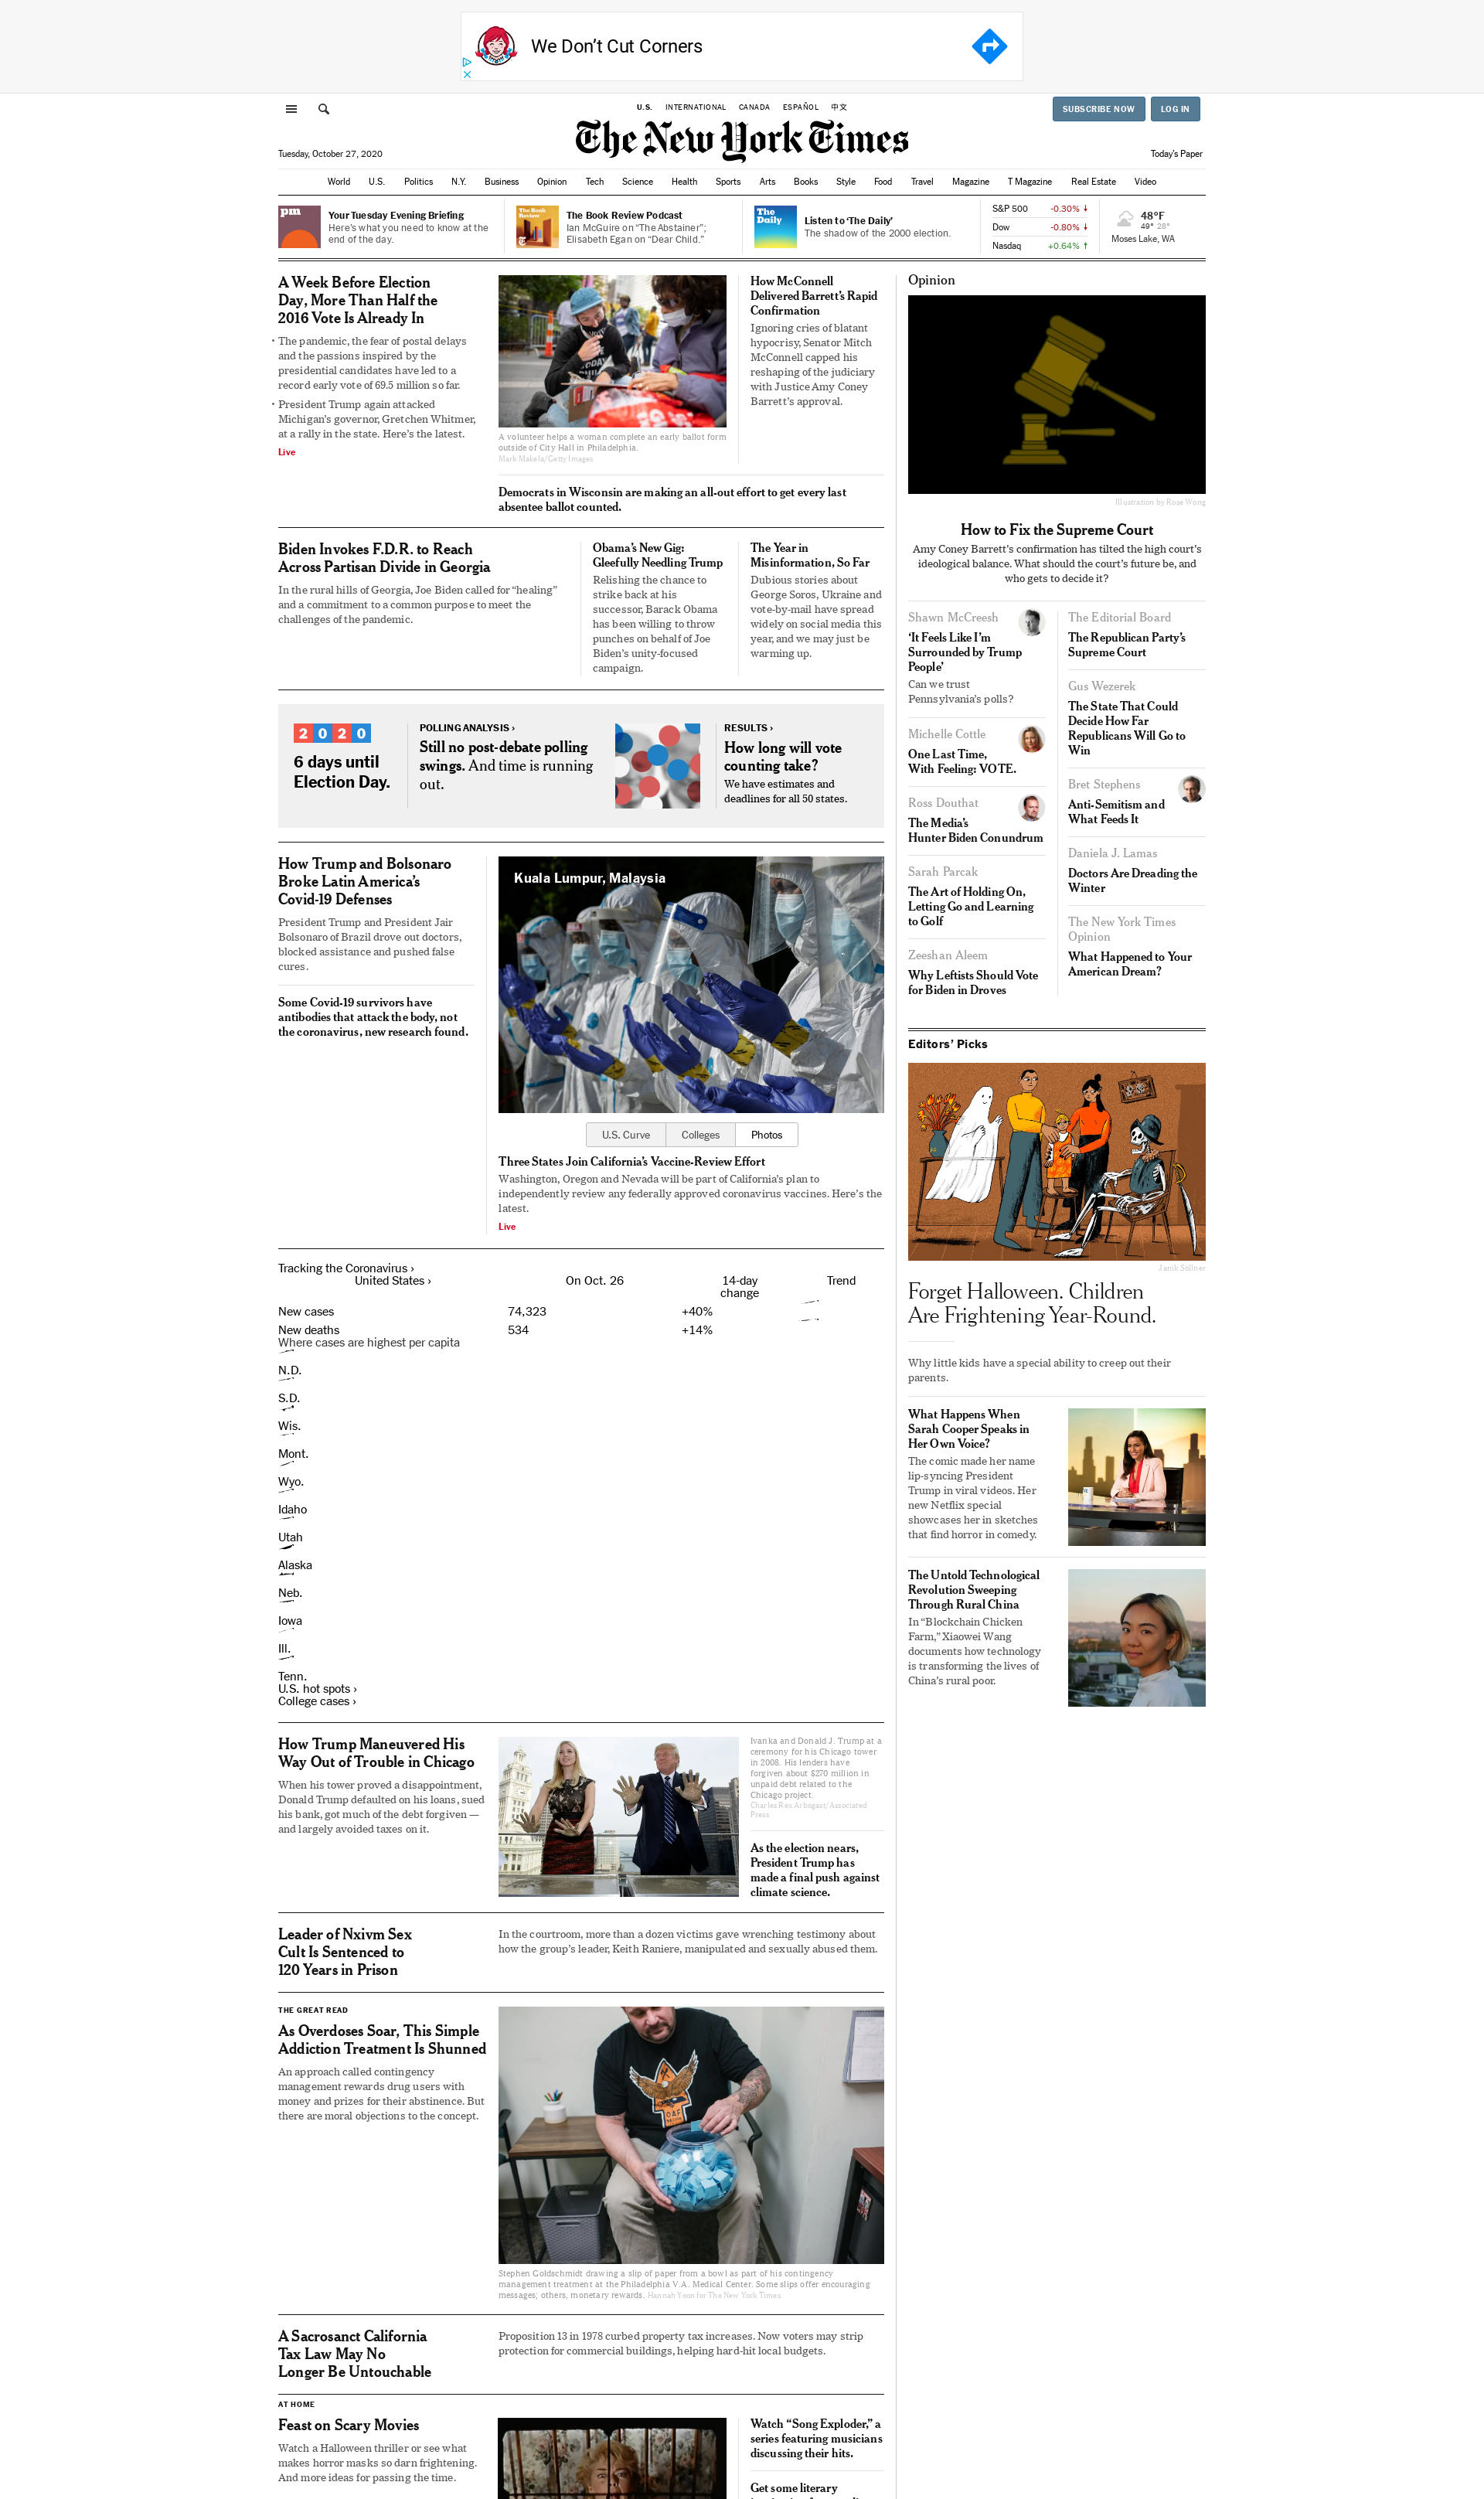 We Don't Cut Corners
U.S. INTERNATIONAL CANADA ESPAÑOL 中文
SUBSCRIBE NOW LOG IN
The New York Times
Tuesday, October 27, 2020
Today's Paper
World U.S. Politics N.Y. Business Opinion Tech Science Health Sports Arts Books Style Food Travel Magazine T Magazine Real Estate Video
pm
Your Tuesday Evening Briefing
Here's what you need to know at the
end of the day.
The Book Review Podcast
Ian McGuire on “The Abstainer”;
Elisabeth Egan on “Dear Child.”
The
Daily
Listen to ‘The Daily’
The shadow of the 2000 election.
S&P 500 -0.30% ↓
Dow -0.80% ↓
Nasdaq +0.64% ↑
48°F
49° 28°
Moses Lake, WA
A Week Before Election
Day, More Than Half the
2016 Vote Is Already In
• The pandemic, the fear of postal delays
and the passions inspired by the
presidential candidates have led to a
record early vote of 69.5 million so far.
• President Trump again attacked
Michigan's governor, Gretchen Whitmer,
at a rally in the state. Here's the latest.
Live
A volunteer helps a woman complete an early ballot form
outside of City Hall in Philadelphia.
Mark Makela/Getty Images
How McConnell
Delivered Barrett's Rapid
Confirmation
Ignoring cries of blatant
hypocrisy, Senator Mitch
McConnell capped his
reshaping of the judiciary
with Justice Amy Coney
Barrett's approval.
Democrats in Wisconsin are making an all-out effort to get every last
absentee ballot counted.
Biden Invokes F.D.R. to Reach
Across Partisan Divide in Georgia
In the rural hills of Georgia, Joe Biden called for “healing”
and a commitment to a common purpose to meet the
challenges of the pandemic.
Obama's New Gig:
Gleefully Needling Trump
Relishing the chance to
strike back at his
successor, Barack Obama
has been willing to throw
punches on behalf of Joe
Biden's unity-focused
campaign.
The Year in
Misinformation, So Far
Dubious stories about
George Soros, Ukraine and
vote-by-mail have spread
widely on social media this
year, and we may just be
warming up.
2020
6 days until
Election Day.
POLLING ANALYSIS ›
Still no post-debate polling
swings. And time is running
out.
RESULTS ›
How long will vote
counting take?
We have estimates and
deadlines for all 50 states.
How Trump and Bolsonaro
Broke Latin America's
Covid-19 Defenses
President Trump and President Jair
Bolsonaro of Brazil drove out doctors,
blocked assistance and pushed false
cures.
Some Covid-19 survivors have
antibodies that attack the body, not
the coronavirus, new research found.
Kuala Lumpur, Malaysia
U.S. Curve Colleges Photos
Three States Join California's Vaccine-Review Effort
Washington, Oregon and Nevada will be part of California's plan to
independently review any federally approved coronavirus vaccines. Here's the
latest.
Live
Tracking the Coronavirus ›
United States › On Oct. 26 14-day
change Trend
New cases 74,323 +40%
New deaths 534 +14%
Where cases are highest per capita
N.D.
S.D.
Wis.
Mont.
Wyo.
Idaho
Utah
Alaska
Neb.
Iowa
Ill.
Tenn.
U.S. hot spots ›
College cases ›
How Trump Maneuvered His
Way Out of Trouble in Chicago
When his tower proved a disappointment,
Donald Trump defaulted on his loans, sued
his bank, got much of the debt forgiven —
and largely avoided taxes on it.
Ivanka and Donald J. Trump at a
ceremony for his Chicago tower
in 2008. His lenders have
forgiven about $270 million in
unpaid debt related to the
Chicago project.
Charles Rex Arbogast/Associated
Press
As the election nears,
President Trump has
made a final push against
climate science.
Leader of Nxivm Sex
Cult Is Sentenced to
120 Years in Prison
In the courtroom, more than a dozen victims gave wrenching testimony about
how the group's leader, Keith Raniere, manipulated and sexually abused them.
THE GREAT READ
As Overdoses Soar, This Simple
Addiction Treatment Is Shunned
An approach called contingency
management rewards drug users with
money and prizes for their abstinence. But
there are moral objections to the concept.
OAF
Stephen Goldschmidt drawing a slip of paper from a bowl as part of his contingency
management treatment at the Philadelphia V.A. Medical Center. Some slips offer encouraging
messages; others, monetary rewards. Hannah Yoon for The New York Times
A Sacrosanct California
Tax Law May No
Longer Be Untouchable
Proposition 13 in 1978 curbed property tax increases. Now voters may strip
protection for commercial buildings, helping hard-hit local budgets.
AT HOME
Feast on Scary Movies
Watch a Halloween thriller or see what
makes horror masks so darn frightening.
And more ideas for passing the time.
Watch “Song Exploder,” a
series featuring musicians
discussing their hits.
Get some literary
Opinion
Illustration by Rose Wong
How to Fix the Supreme Court
Amy Coney Barrett's confirmation has tilted the high court's
ideological balance. What should the court's future be, and
who gets to decide it?
Shawn McCreesh
‘It Feels Like I'm
Surrounded by Trump
People’
Can we trust
Pennsylvania's polls?
Michelle Cottle
One Last Time,
With Feeling: VOTE.
Ross Douthat
The Media's
Hunter Biden Conundrum
Sarah Parcak
The Art of Holding On,
Letting Go and Learning
to Golf
Zeeshan Aleem
Why Leftists Should Vote
for Biden in Droves
The Editorial Board
The Republican Party's
Supreme Court
Gus Wezerek
The State That Could
Decide How Far
Republicans Will Go to
Win
Bret Stephens
Anti-Semitism and
What Feeds It
Daniela J. Lamas
Doctors Are Dreading the
Winter
The New York Times
Opinion
What Happened to Your
American Dream?
Editors' Picks
Janik Söllner
Forget Halloween. Children
Are Frightening Year-Round.
Why little kids have a special ability to creep out their
parents.
What Happens When
Sarah Cooper Speaks in
Her Own Voice?
The comic made her name
lip-syncing President
Trump in viral videos. Her
new Netflix special
showcases her in sketches
that find horror in comedy.
The Untold Technological
Revolution Sweeping
Through Rural China
In “Blockchain Chicken
Farm,” Xiaowei Wang
documents how technology
is transforming the lives of
China's rural poor.